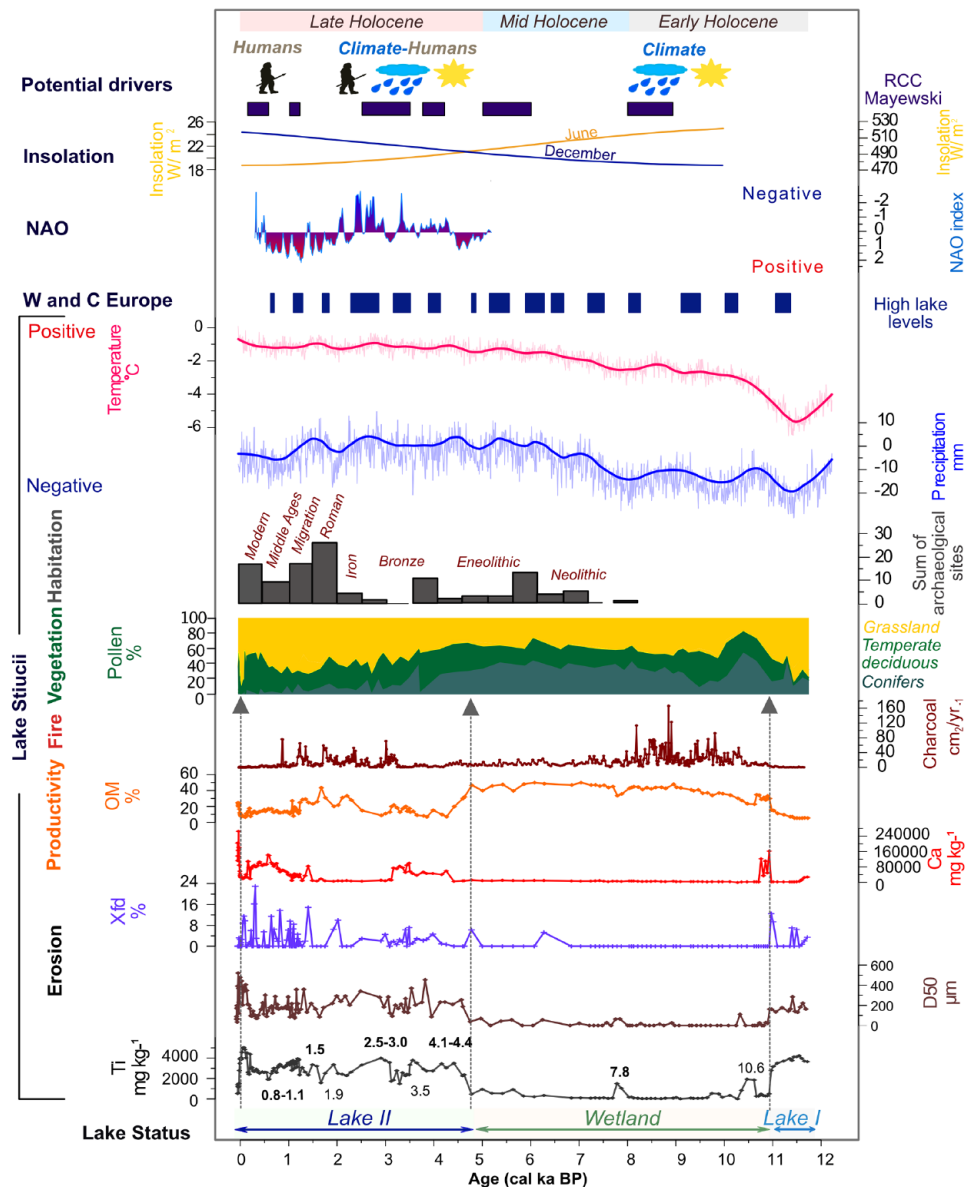 Late Holocene Mid Holocene Early Holocene
Humans Climate-Humans Climate
Potential drivers
RCC
Mayewski
Insolation
Insolation
W/ m²
26
22
18
June
December
530
510
490
470
Insolation
W/ m²
NAO
Negative
Positive
-2
-1
0
1
2
NAO index
W and C Europe
High lake
levels
Lake Stiucii
Positive
Temperature
°C
0
-2
-4
-6
Negative
10
0
-10
-20
Precipitation
mm
Habitation
Modern
Middle Ages
Migration
Roman
Iron
Bronze
Eneolithic
Neolithic
30
20
10
0
Sum of
archaeolgical
sites
Vegetation
Pollen
%
100
80
60
40
20
0
Grassland
Temperate
deciduous
Conifers
Fire
160
120
80
40
0
Charcoal
cm2/yr-1
Productivity
OM
%
60
40
20
0
240000
160000
80000
0
Ca
mg kg-¹
Erosion
Xfd
%
24
16
8
0
600
400
200
0
D50
µm
Ti
mg kg-¹
4000
2000
0
1.5 2.5-3.0 4.1-4.4
0.8-1.1 1.9 3.5 7.8 10.6
Lake Status
Lake II Wetland Lake I
0 1 2 3 4 5 6 7 8 9 10 11 12
Age (cal ka BP)